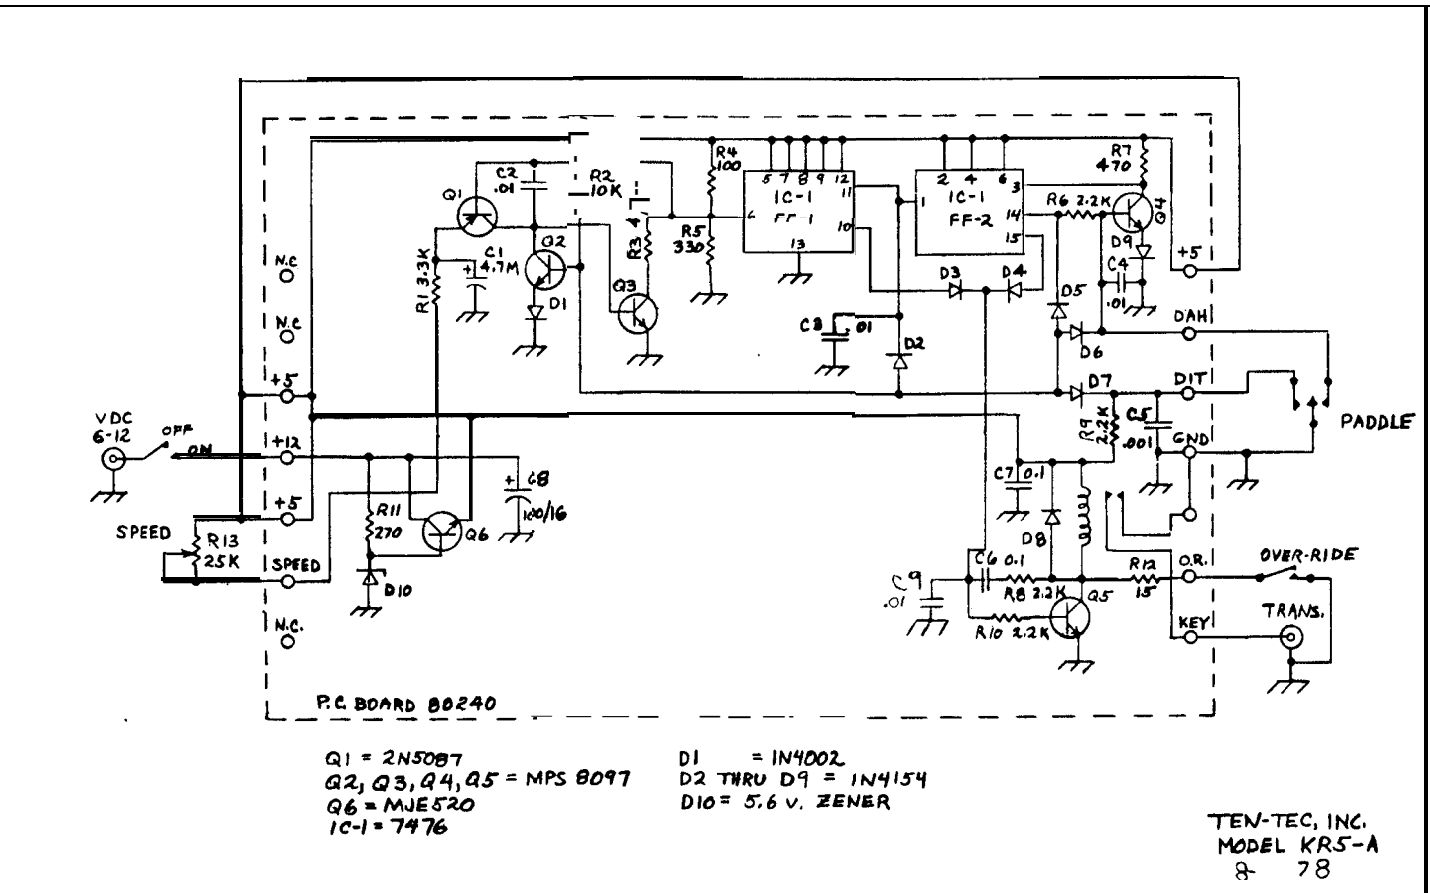 R4
100
R7
470
C2
.01
R2
10K
5 7 8 9 12
11
2 4 6
3
Q1
IC-1
FF-1
6
10
13
1
IC-1
FF-2
14
15
R6 2.2K
Q4
D9
R3
R5
330
C1
4.7M
Q2
R1 3.3K
N.C
D1
Q3
D3
D4
D5
C4
.01
+5
N.C
C3
.01
D2
D6
DAH
+5
D7
DIT
PADDLE
VDC
6-12
OFF
ON
+12
R9
2.2K
C5
.001
GND
C7 0.1
C8
100/16
+5
R11
270
Q6
SPEED
R13
25K
SPEED
D10
D8
C6 0.1
R12
15
O.R.
OVER-RIDE
C9
.01
R8 2.2K
Q5
R10 2.2K
KEY
TRANS.
N.C.
P.C. BOARD 80240
Q1 = 2N5087
Q2, Q3, Q4, Q5 = MPS 8097
Q6 = MJE520
IC-1 = 7476
D1 = 1N4002
D2 THRU D9 = 1N4154
D10 = 5.6 V. ZENER
TEN-TEC, INC.
MODEL KR5-A
78